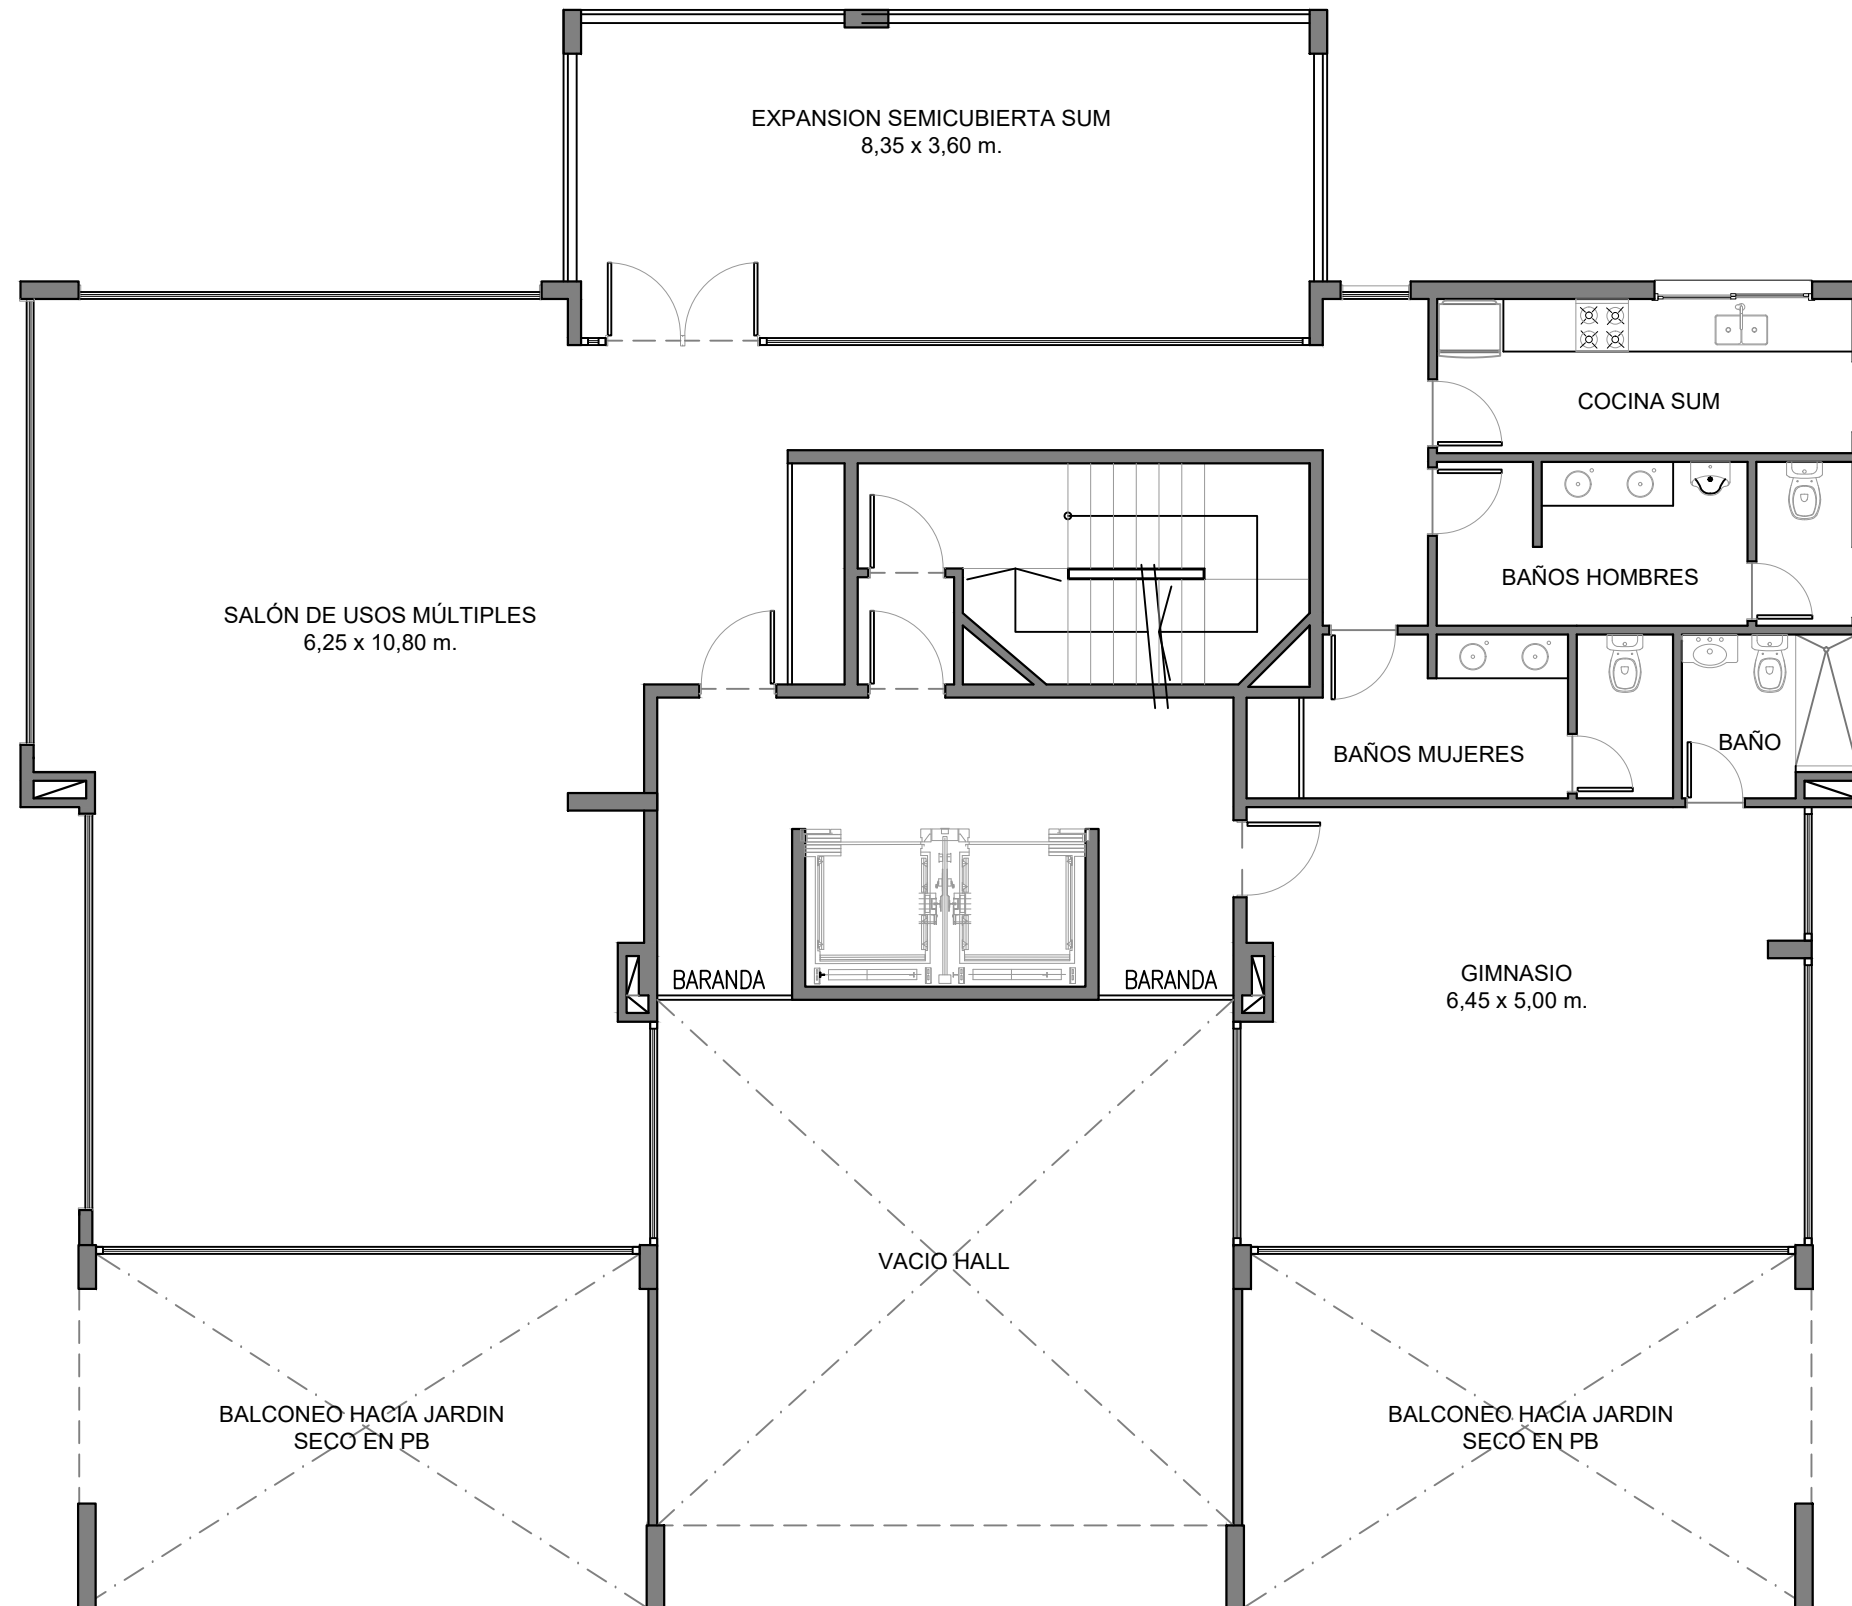 EXPANSION SEMICUBIERTA SUM
8,35 x 3,60 m.
COCINA SUM
BAÑOS HOMBRES
SALÓN DE USOS MÚLTIPLES
6,25 x 10,80 m.
BAÑOS MUJERES
BAÑO
BARANDA
BARANDA
GIMNASIO
6,45 x 5,00 m.
VACIO HALL
BALCONEO HACIA JARDIN
SECO EN PB
BALCONEO HACIA JARDIN
SECO EN PB